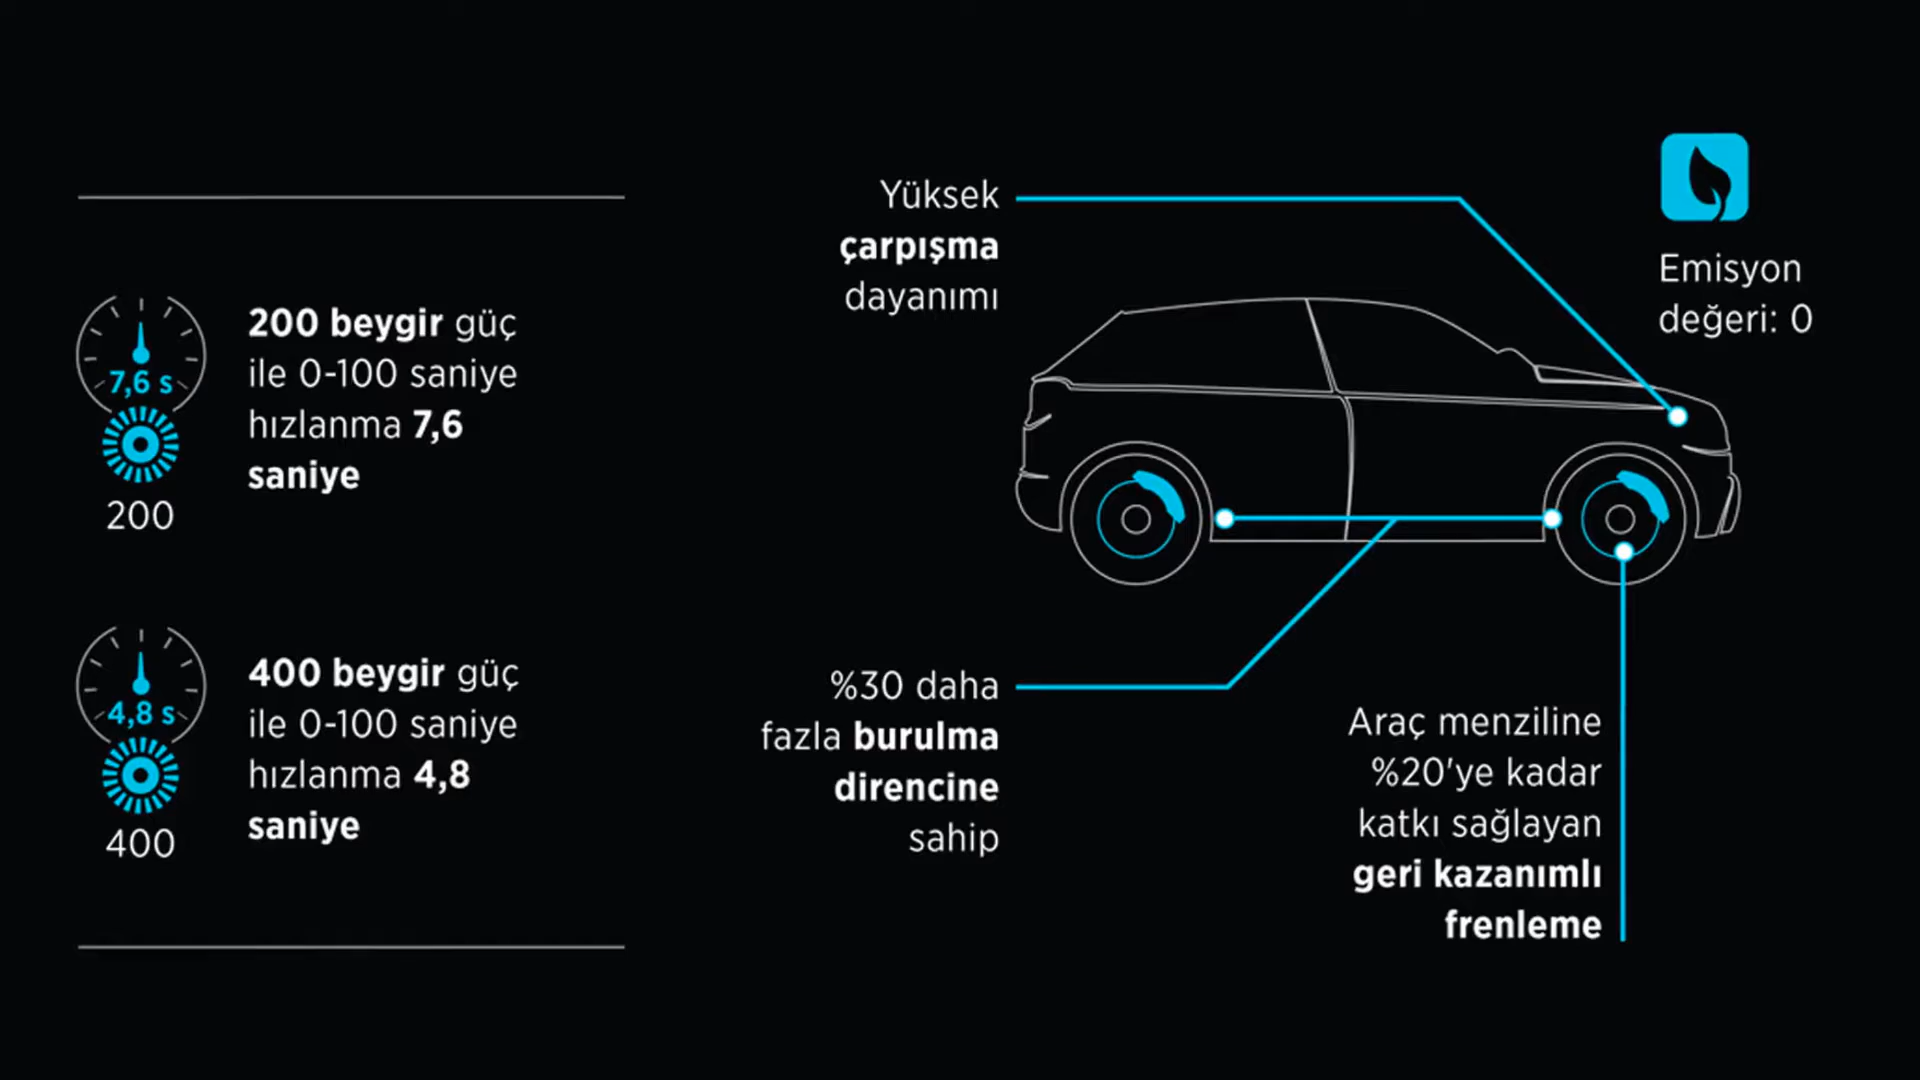 7,6 s
200
200 beygir güç
ile 0-100 saniye
hızlanma 7,6
saniye
4,8 s
400
400 beygir güç
ile 0-100 saniye
hızlanma 4,8
saniye
Yüksek
çarpışma
dayanımı
Emisyon
değeri: 0
%30 daha
fazla burulma
direncine
sahip
Araç menziline
%20'ye kadar
katkı sağlayan
geri kazanımlı
frenleme